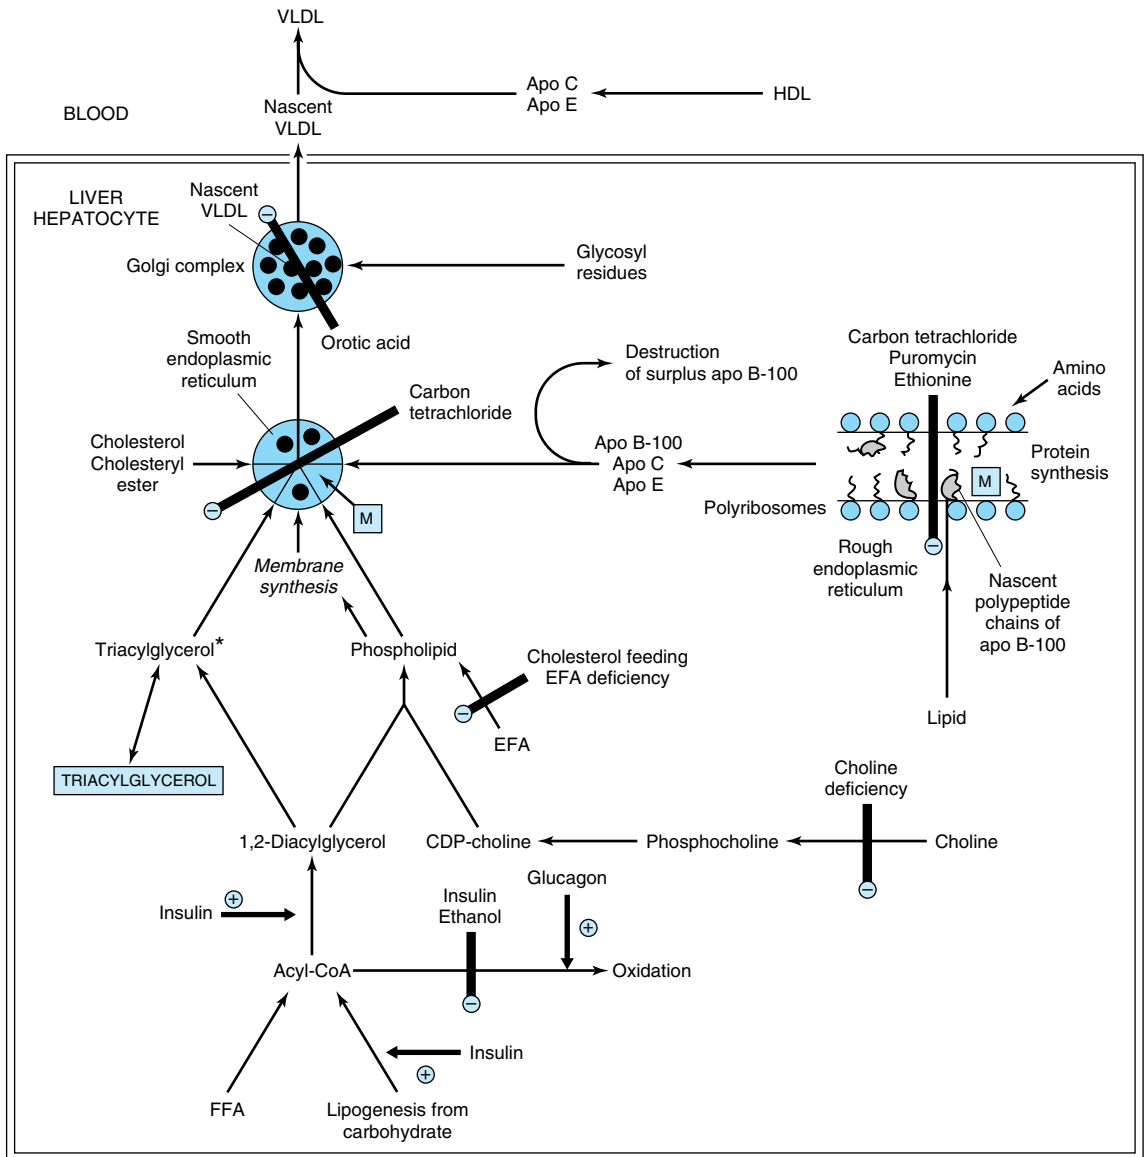 VLDL
Apo C
Apo E
HDL
BLOOD
Nascent
VLDL
LIVER
HEPATOCYTE
Nascent
VLDL
−
Golgi complex
Glycosyl
residues
Orotic acid
Smooth
endoplasmic
reticulum
Destruction
of surplus apo B-100
Carbon tetrachloride
Puromycin
Ethionine
Amino
acids
Carbon
tetrachloride
Cholesterol
Cholesteryl
ester
Apo B-100
Apo C
Apo E
Protein
synthesis
M
−
M
Polyribosomes
−
Rough
endoplasmic
reticulum
Nascent
polypeptide
chains of
apo B-100
Membrane
synthesis
Triacylglycerol*
Phospholipid
Cholesterol feeding
EFA deficiency
−
EFA
Lipid
TRIACYLGLYCEROL
Choline
deficiency
1,2-Diacylglycerol
CDP-choline
Phosphocholine
Choline
−
Insulin
+
Insulin
Ethanol
Glucagon
+
Acyl-CoA
Oxidation
−
Insulin
+
FFA
Lipogenesis from
carbohydrate